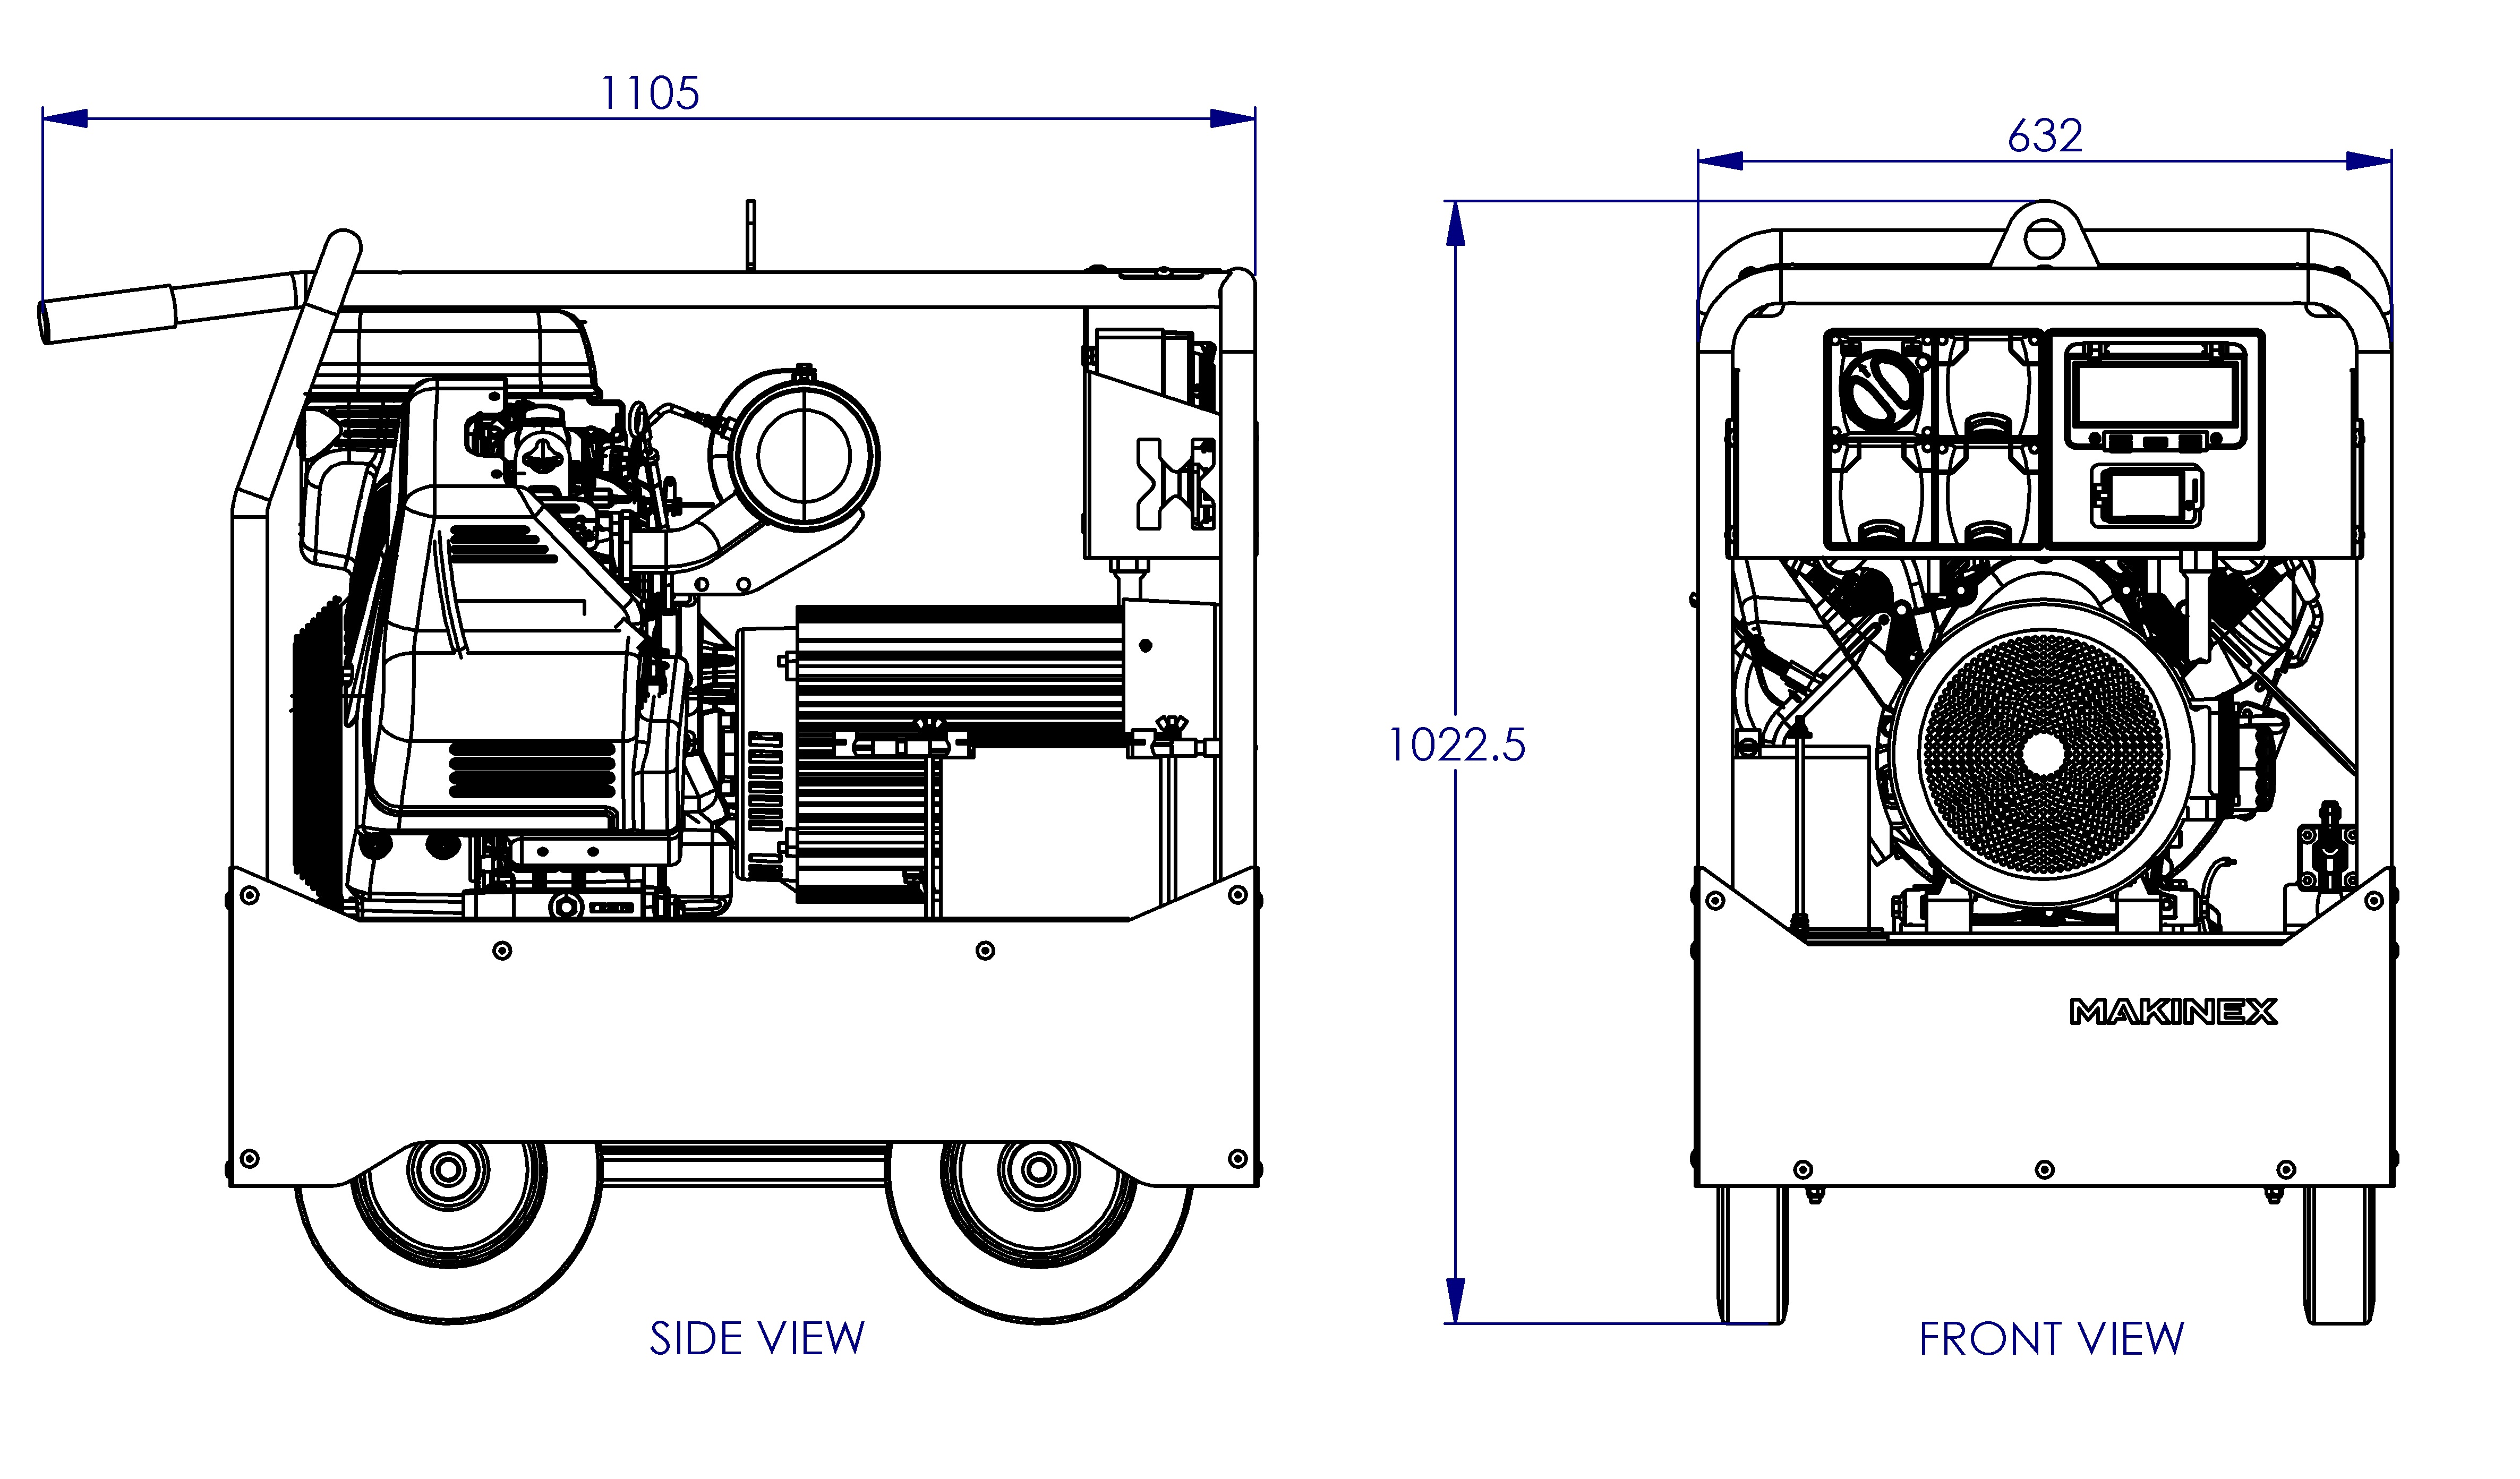 1105
632
1022.5
MAKINEX
SIDE VIEW
FRONT VIEW